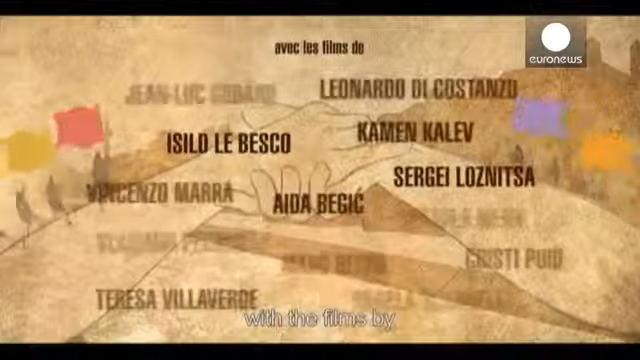 avec les films de
euronews
JEAN-LUC GODARD
LEONARDO DI COSTANZO
ISILD LE BESCO
KAMEN KALEV
SERGEI LOZNITSA
VINCENZO MARRA
AIDA BEGIĆ
CRISTI PUIU
TERESA VILLAVERDE
with the films by